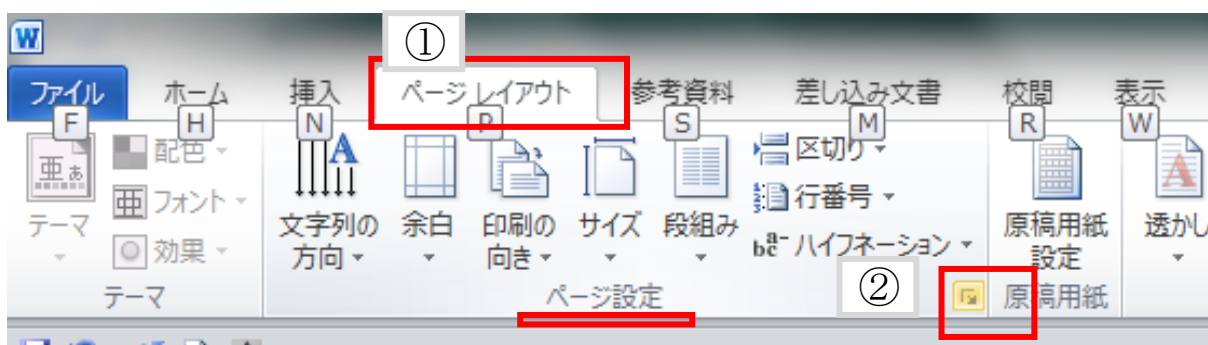 W
①
ファイル ホーム 挿入 ページ レイアウト 参考資料 差し込み文書 校閲 表示
F H N P S M R W
亜ぁ
テーマ
配色
フォント
効果
テーマ
A
文字列の
方向
余白
印刷の
向き
サイズ
段組み
区切り
行番号
ハイフネーション
ページ設定
②
原稿用紙
設定
原稿用紙
A
透かし